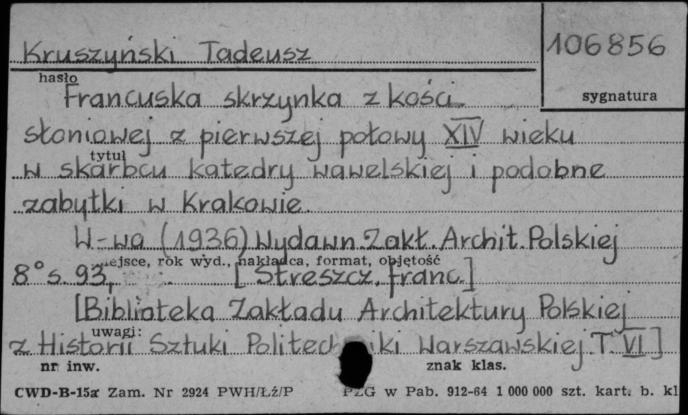 Kruszyński Tadeusz
106856
hasło
sygnatura
Francuska skrzynka z kości
słoniowej z pierwszej połowy XIV wieku
tytuł
w skarbcu katedry wawelskiej i podobne
zabytki w Krakowie.
W-wa (1936) Wydawn. Zakł. Archit. Polskiej
miejsce, rok wyd., nakładca, format, objętość
8° s. 93, [Streszcz. franc.]
[Biblioteka Zakładu Architektury Polskiej
uwagi:
z Historii Sztuki Politechniki Warszawskiej. T. VI]
nr inw.
znak klas.
CWD-B-15a Zam. Nr 2924 PWH/Łź/P
PZG w Pab. 912-64 1 000 000 szt. kart. b. kl